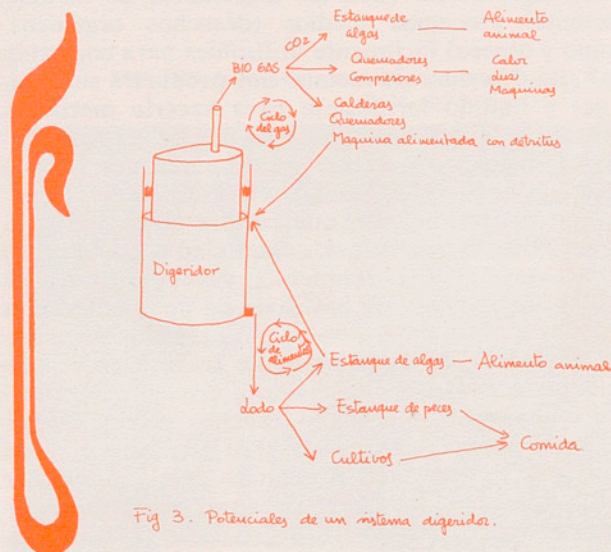 Estanque de algas — Alimento animal
CO2
BIO GAS
Quemadores Compresores — Calor Luz Maquinas
Calderas
Quemadores
Maquina alimentada con detritus
Ciclo del gas
Digeridor
Ciclo de alimentos
Estanque de algas — Alimento animal
Lodo
Estanque de peces
Comida
Cultivos
Fig 3. Potenciales de un sistema digeridor.